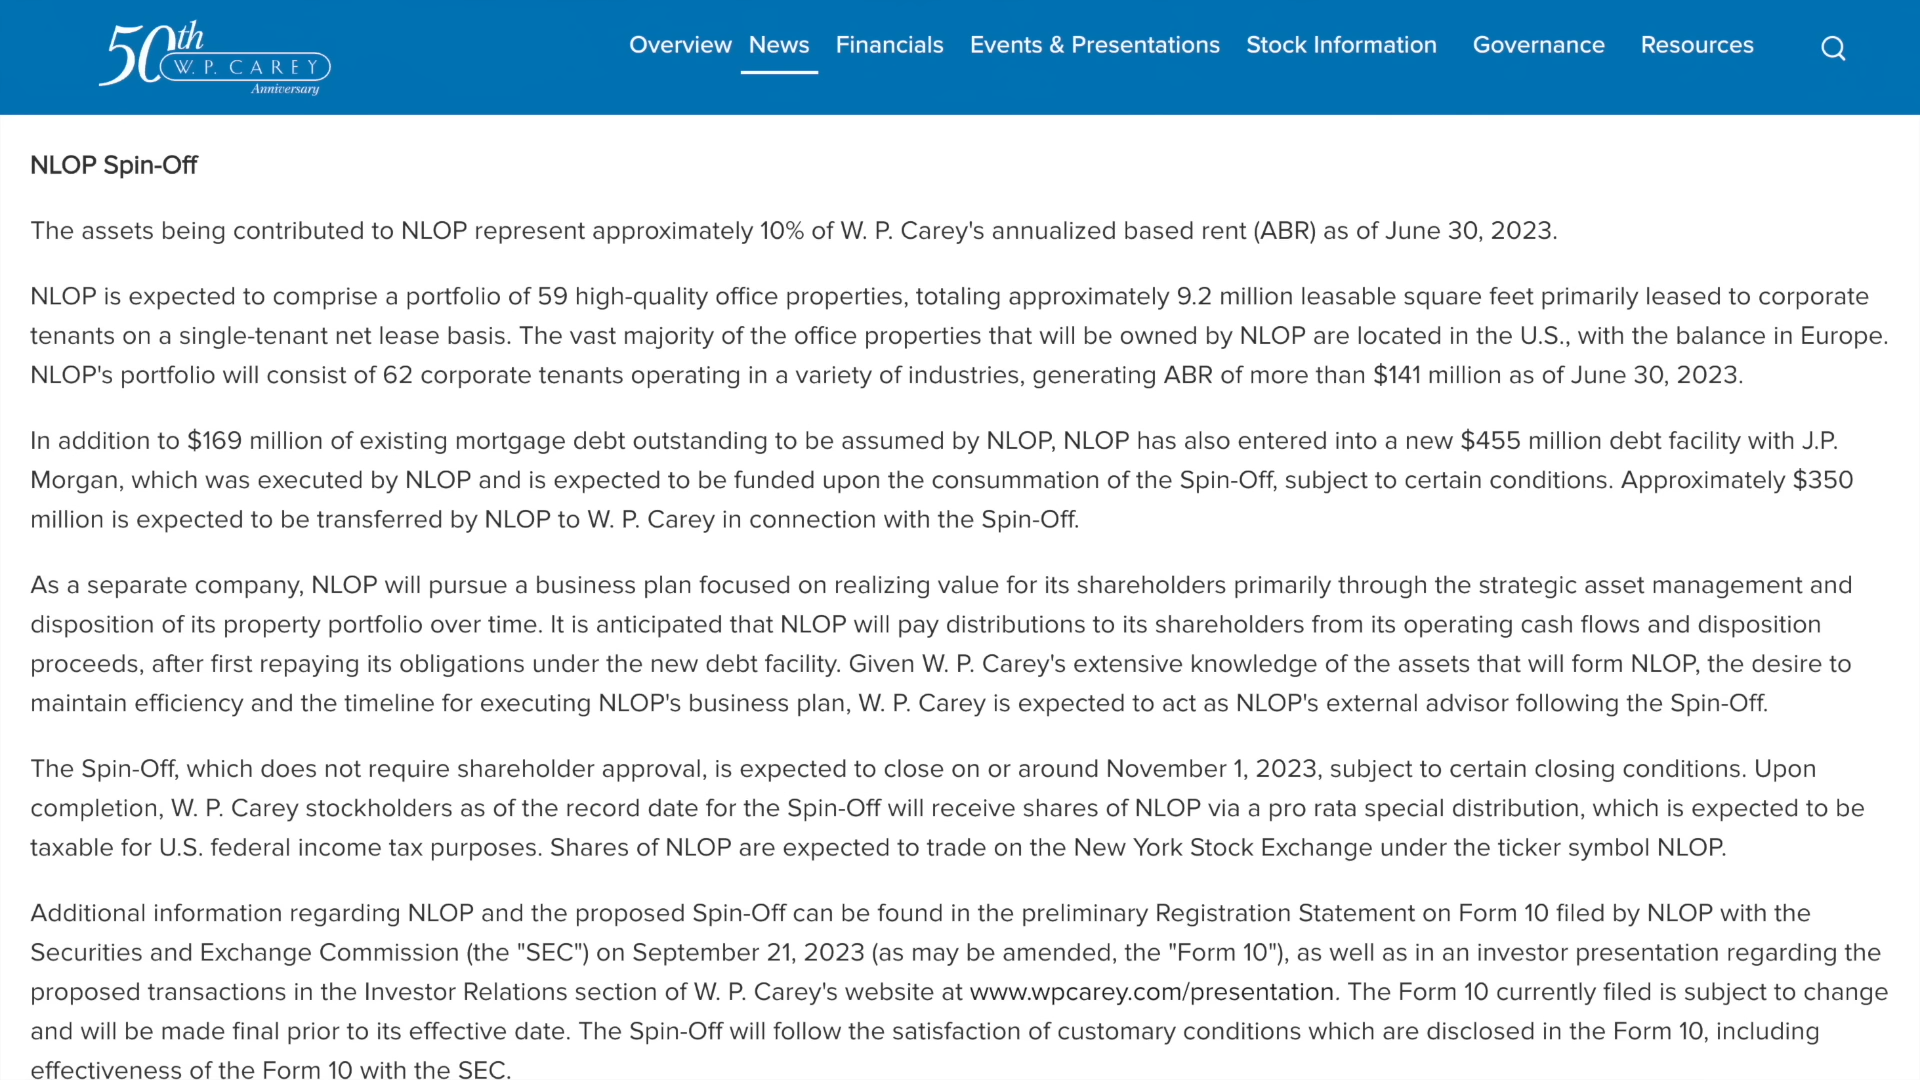 50th
W. P. CAREY
Anniversary
Overview News Financials Events & Presentations Stock Information Governance Resources
NLOP Spin-Off
The assets being contributed to NLOP represent approximately 10% of W. P. Carey's annualized based rent (ABR) as of June 30, 2023.
NLOP is expected to comprise a portfolio of 59 high-quality office properties, totaling approximately 9.2 million leasable square feet primarily leased to corporate
tenants on a single-tenant net lease basis. The vast majority of the office properties that will be owned by NLOP are located in the U.S., with the balance in Europe.
NLOP's portfolio will consist of 62 corporate tenants operating in a variety of industries, generating ABR of more than $141 million as of June 30, 2023.
In addition to $169 million of existing mortgage debt outstanding to be assumed by NLOP, NLOP has also entered into a new $455 million debt facility with J.P.
Morgan, which was executed by NLOP and is expected to be funded upon the consummation of the Spin-Off, subject to certain conditions. Approximately $350
million is expected to be transferred by NLOP to W. P. Carey in connection with the Spin-Off.
As a separate company, NLOP will pursue a business plan focused on realizing value for its shareholders primarily through the strategic asset management and
disposition of its property portfolio over time. It is anticipated that NLOP will pay distributions to its shareholders from its operating cash flows and disposition
proceeds, after first repaying its obligations under the new debt facility. Given W. P. Carey's extensive knowledge of the assets that will form NLOP, the desire to
maintain efficiency and the timeline for executing NLOP's business plan, W. P. Carey is expected to act as NLOP's external advisor following the Spin-Off.
The Spin-Off, which does not require shareholder approval, is expected to close on or around November 1, 2023, subject to certain closing conditions. Upon
completion, W. P. Carey stockholders as of the record date for the Spin-Off will receive shares of NLOP via a pro rata special distribution, which is expected to be
taxable for U.S. federal income tax purposes. Shares of NLOP are expected to trade on the New York Stock Exchange under the ticker symbol NLOP.
Additional information regarding NLOP and the proposed Spin-Off can be found in the preliminary Registration Statement on Form 10 filed by NLOP with the
Securities and Exchange Commission (the "SEC") on September 21, 2023 (as may be amended, the "Form 10"), as well as in an investor presentation regarding the
proposed transactions in the Investor Relations section of W. P. Carey's website at www.wpcarey.com/presentation. The Form 10 currently filed is subject to change
and will be made final prior to its effective date. The Spin-Off will follow the satisfaction of customary conditions which are disclosed in the Form 10, including
effectiveness of the Form 10 with the SEC.